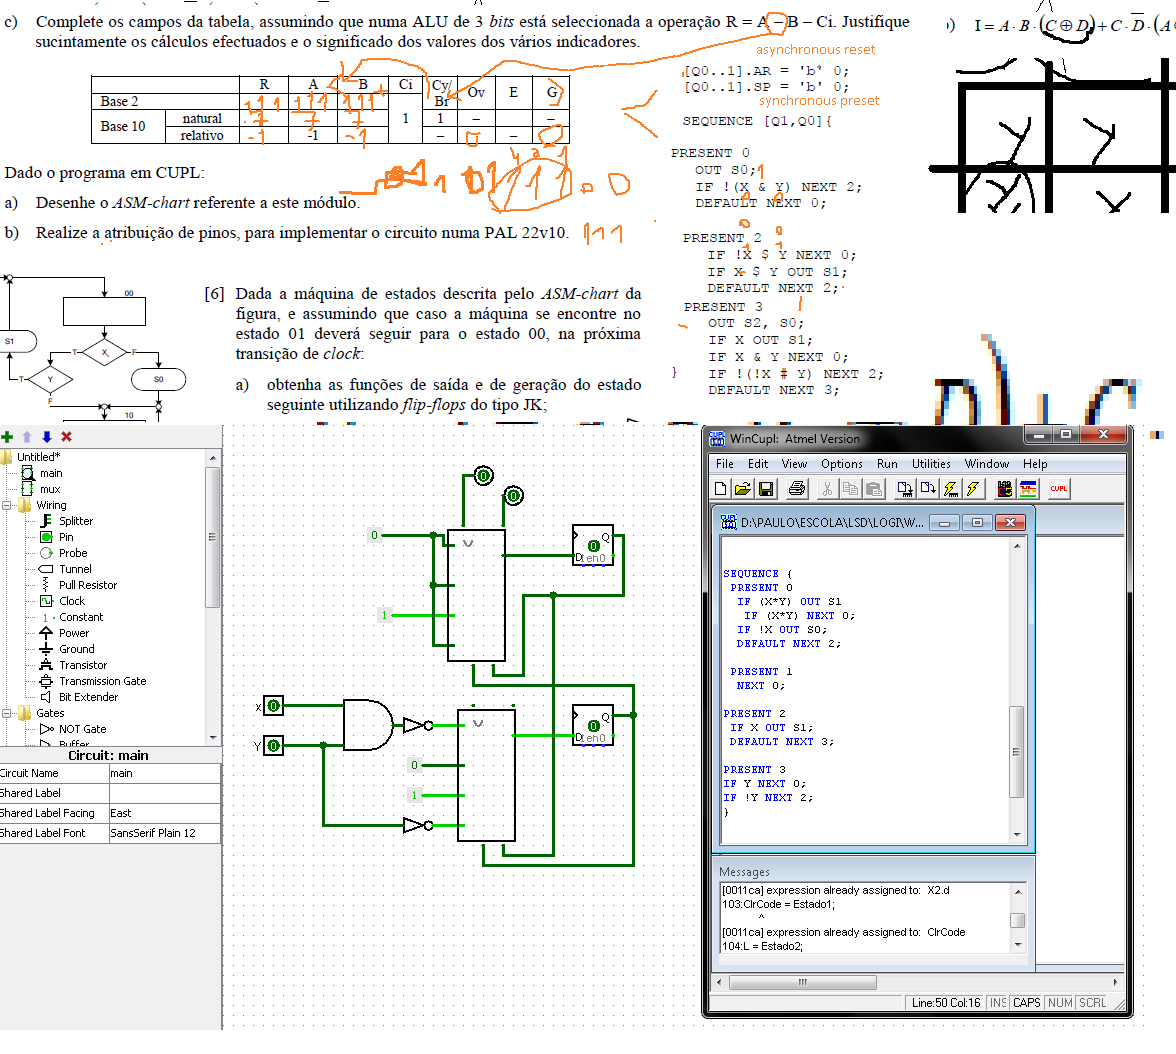 c) Complete os campos da tabela, assumindo que numa ALU de 3 bits está seleccionada a operação R = A – B – Ci. Justifique
sucintamente os cálculos efectuados e o significado dos valores dos vários indicadores.
R A B Ci Cy/Br Ov E G
Base 2 111 111 111 1
Base 10 natural 7 7 7 1 – –
relativo -1 -1 -1 – 0
Dado o programa em CUPL:
a) Desenhe o ASM-chart referente a este módulo.
b) Realize a atribuição de pinos, para implementar o circuito numa PAL 22v10. 111
asynchronous reset
[Q0..1].AR = 'b' 0;
[Q0..1].SP = 'b' 0;
synchronous preset
SEQUENCE [Q1,Q0]{
PRESENT 0
OUT S0;
IF !(X & Y) NEXT 2;
DEFAULT NEXT 0;
PRESENT 2
IF !X $ Y NEXT 0;
IF X $ Y OUT S1;
DEFAULT NEXT 2;
PRESENT 3
OUT S2, S0;
IF X OUT S1;
IF X & Y NEXT 0;
} IF !(!X # Y) NEXT 2;
DEFAULT NEXT 3;
I = A · B · (C ⊕ D) + C · D · (A
00
X
T
F
S1
Y
T
F
S0
10
[6] Dada a máquina de estados descrita pelo ASM-chart da
figura, e assumindo que caso a máquina se encontre no
estado 01 deverá seguir para o estado 00, na próxima
transição de clock:
a) obtenha as funções de saída e de geração do estado
seguinte utilizando flip-flops do tipo JK;
Untitled*
main
mux
Wiring
Splitter
Pin
Probe
Tunnel
Pull Resistor
Clock
Constant
Power
Ground
Transistor
Transmission Gate
Bit Extender
Gates
NOT Gate
Buffer
Circuit: main
Circuit Name main
Shared Label
Shared Label Facing East
Shared Label Font SansSerif Plain 12
0
0
0
1
Q
0
D
X 0
Y 0
0
1
Q
0
D
WinCupl: Atmel Version
File Edit View Options Run Utilities Window Help
CUPL
D:\PAULO\ESCOLA\LSD\LOGI\W...
SEQUENCE {
PRESENT 0
IF (X*Y) OUT S1
IF (X*Y) NEXT 0;
IF !X OUT S0;
DEFAULT NEXT 2;
PRESENT 1
NEXT 0;
PRESENT 2
IF X OUT S1;
DEFAULT NEXT 3;
PRESENT 3
IF Y NEXT 0;
IF !Y NEXT 2;
}
Messages
[0011ca] expression already assigned to: X2.d
103:ClrCode = Estado1;
^
[0011ca] expression already assigned to: ClrCode
104:L = Estado2;
Line:50 Col:16 INS CAPS NUM SCRL